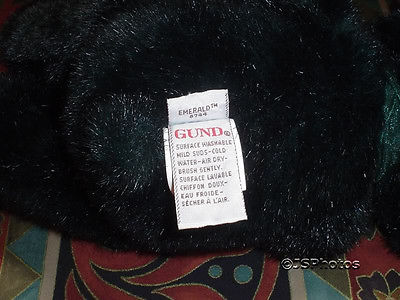 EMERALD™
8744
GUND®
SURFACE WASHABLE
MILD SUDS-COLD
WATER-AIR DRY-
BRUSH GENTLY.
SURFACE LAVABLE
CHIFFON DOUX-
EAU FROIDE-
SÉCHER À L'AIR.
©JSPhotos